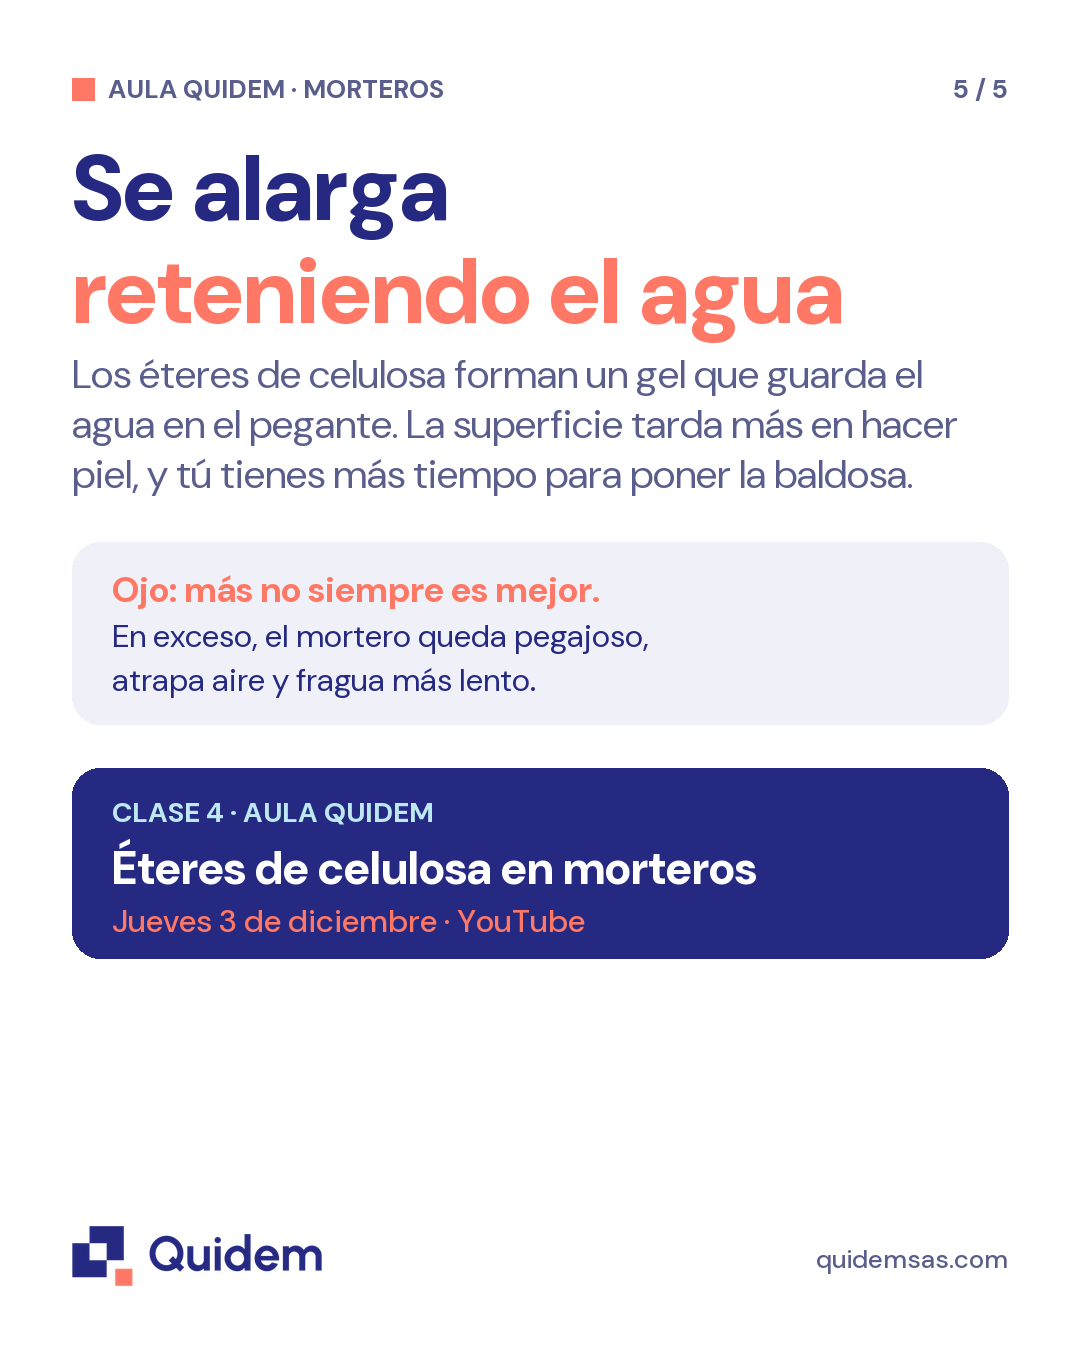 AULA QUIDEM · MORTEROS
5 / 5
Se alarga
reteniendo el agua
Los éteres de celulosa forman un gel que guarda el
agua en el pegante. La superficie tarda más en hacer
piel, y tú tienes más tiempo para poner la baldosa.
Ojo: más no siempre es mejor.
En exceso, el mortero queda pegajoso,
atrapa aire y fragua más lento.
CLASE 4 · AULA QUIDEM
Éteres de celulosa en morteros
Jueves 3 de diciembre · YouTube
Quidem
quidemsas.com